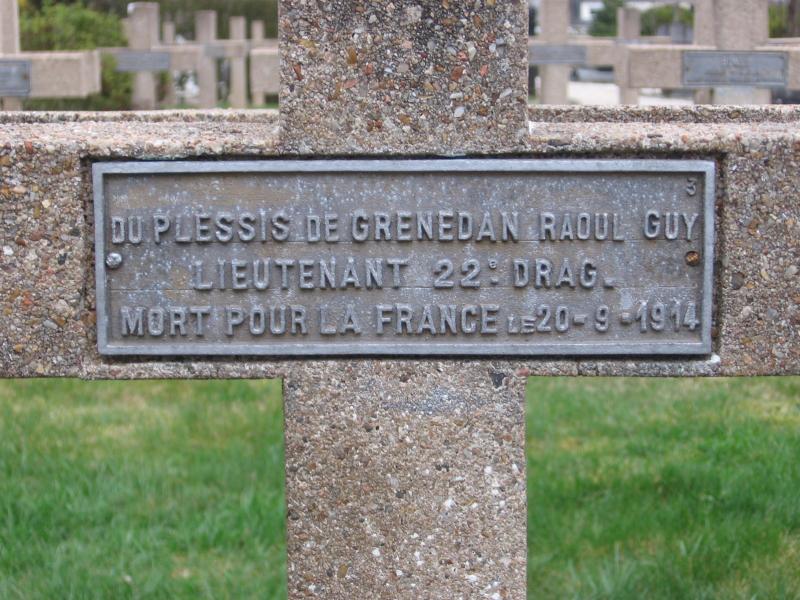 3
DU PLESSIS DE GRENEDAN RAOUL GUY
LIEUTENANT 22E. DRAG.
MORT POUR LA FRANCE LE 20-9-1914